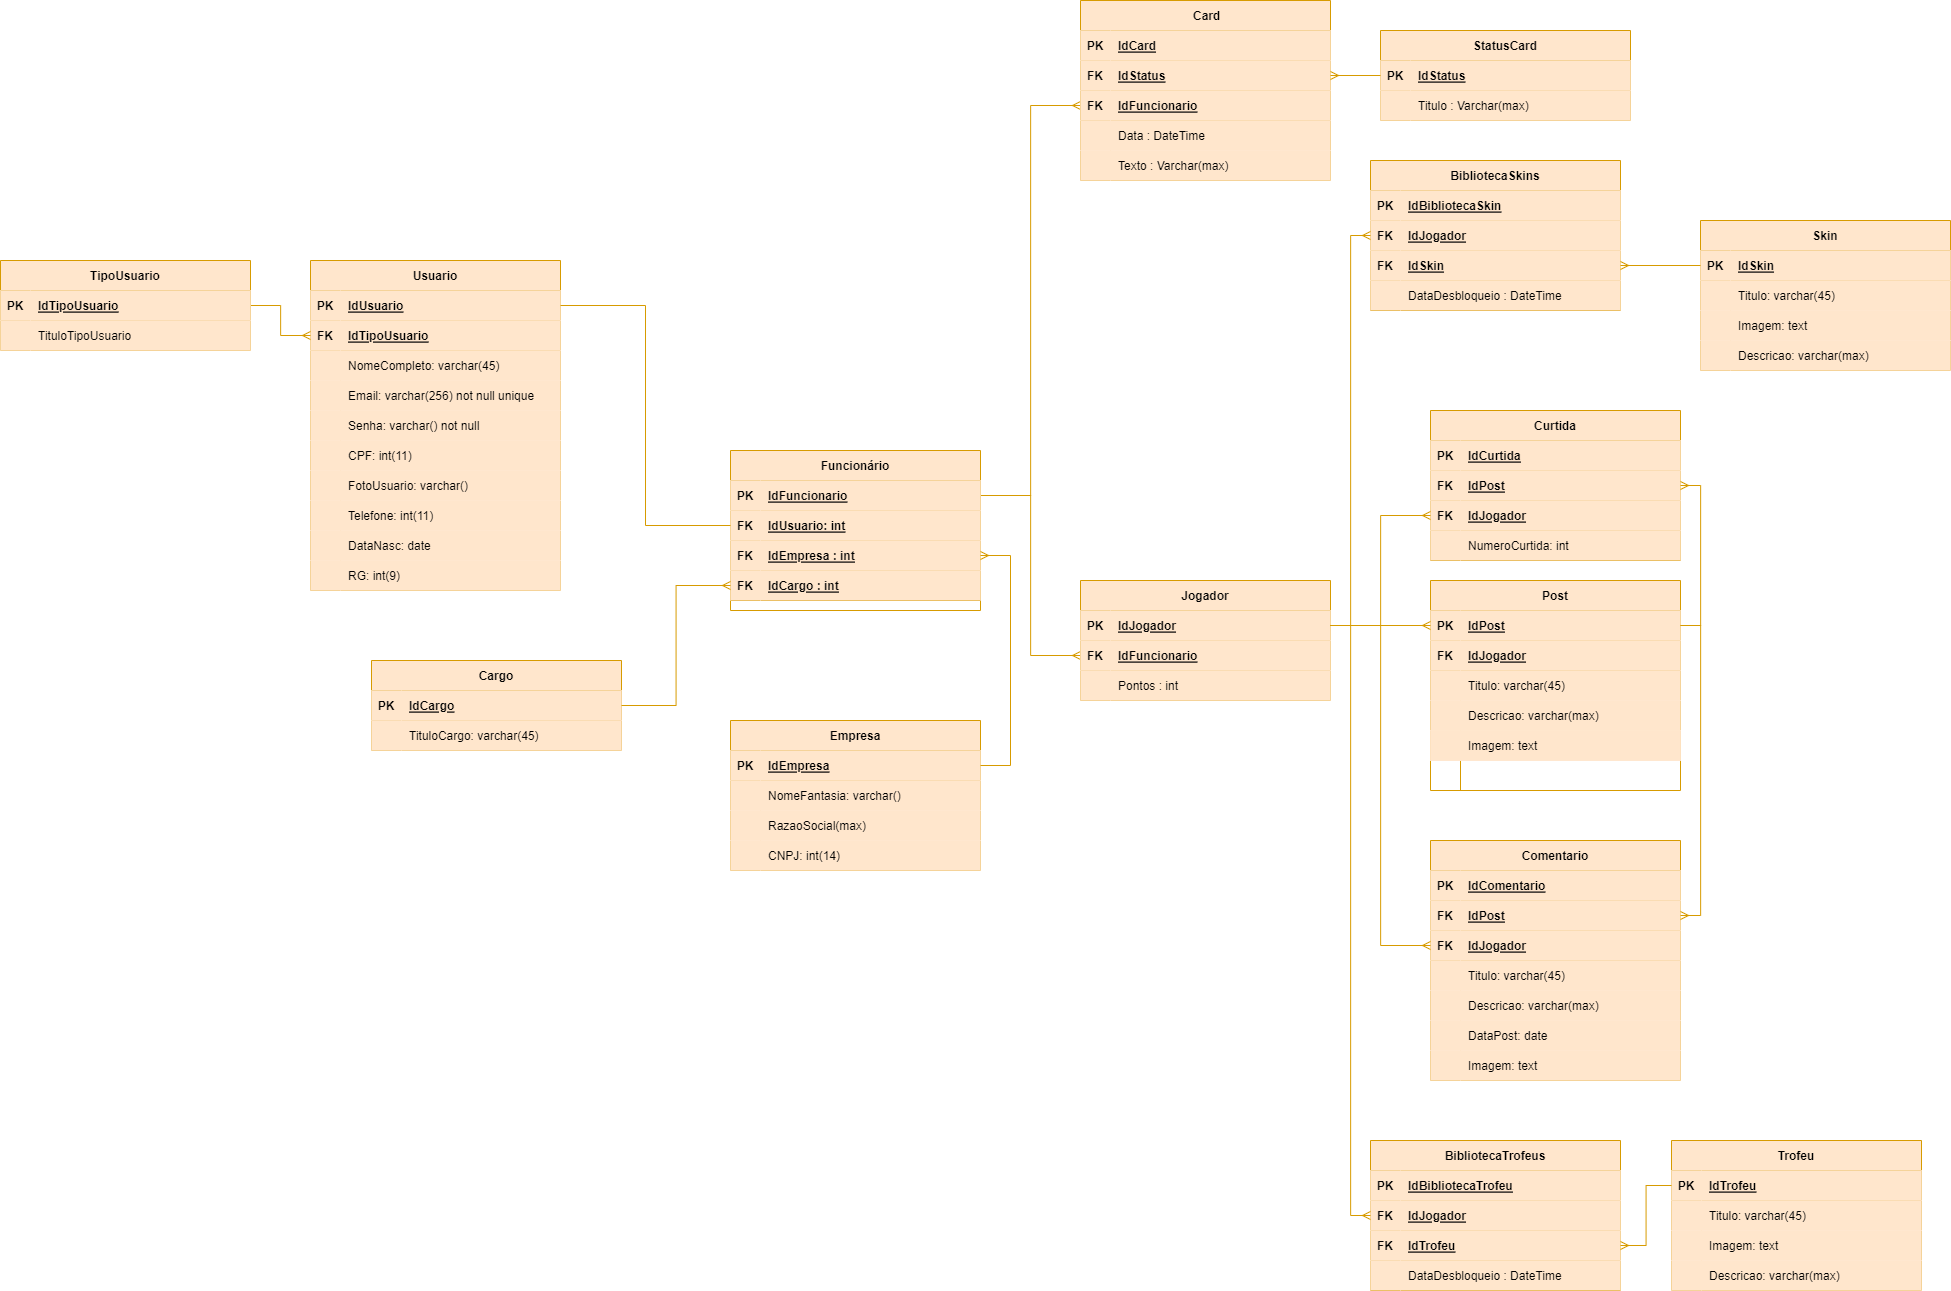 Card
PK IdCard
FK IdStatus
FK IdFuncionario
Data : DateTime
Texto : Varchar(max)
StatusCard
PK IdStatus
Titulo : Varchar(max)
BibliotecaSkins
PK IdBibliotecaSkin
FK IdJogador
FK IdSkin
DataDesbloqueio : DateTime
Skin
PK IdSkin
Titulo: varchar(45)
Imagem: text
Descricao: varchar(max)
TipoUsuario
PK IdTipoUsuario
TituloTipoUsuario
Usuario
PK IdUsuario
FK IdTipoUsuario
NomeCompleto: varchar(45)
Email: varchar(256) not null unique
Senha: varchar() not null
CPF: int(11)
FotoUsuario: varchar()
Telefone: int(11)
DataNasc: date
RG: int(9)
Funcionário
PK IdFuncionario
FK IdUsuario: int
FK IdEmpresa : int
FK IdCargo : int
Cargo
PK IdCargo
TituloCargo: varchar(45)
Empresa
PK IdEmpresa
NomeFantasia: varchar()
RazaoSocial(max)
CNPJ: int(14)
Jogador
PK IdJogador
FK IdFuncionario
Pontos : int
Curtida
PK IdCurtida
FK IdPost
FK IdJogador
NumeroCurtida: int
Post
PK IdPost
FK IdJogador
Titulo: varchar(45)
Descricao: varchar(max)
Imagem: text
Comentario
PK IdComentario
FK IdPost
FK IdJogador
Titulo: varchar(45)
Descricao: varchar(max)
DataPost: date
Imagem: text
BibliotecaTrofeus
PK IdBibliotecaTrofeu
FK IdJogador
FK IdTrofeu
DataDesbloqueio : DateTime
Trofeu
PK IdTrofeu
Titulo: varchar(45)
Imagem: text
Descricao: varchar(max)